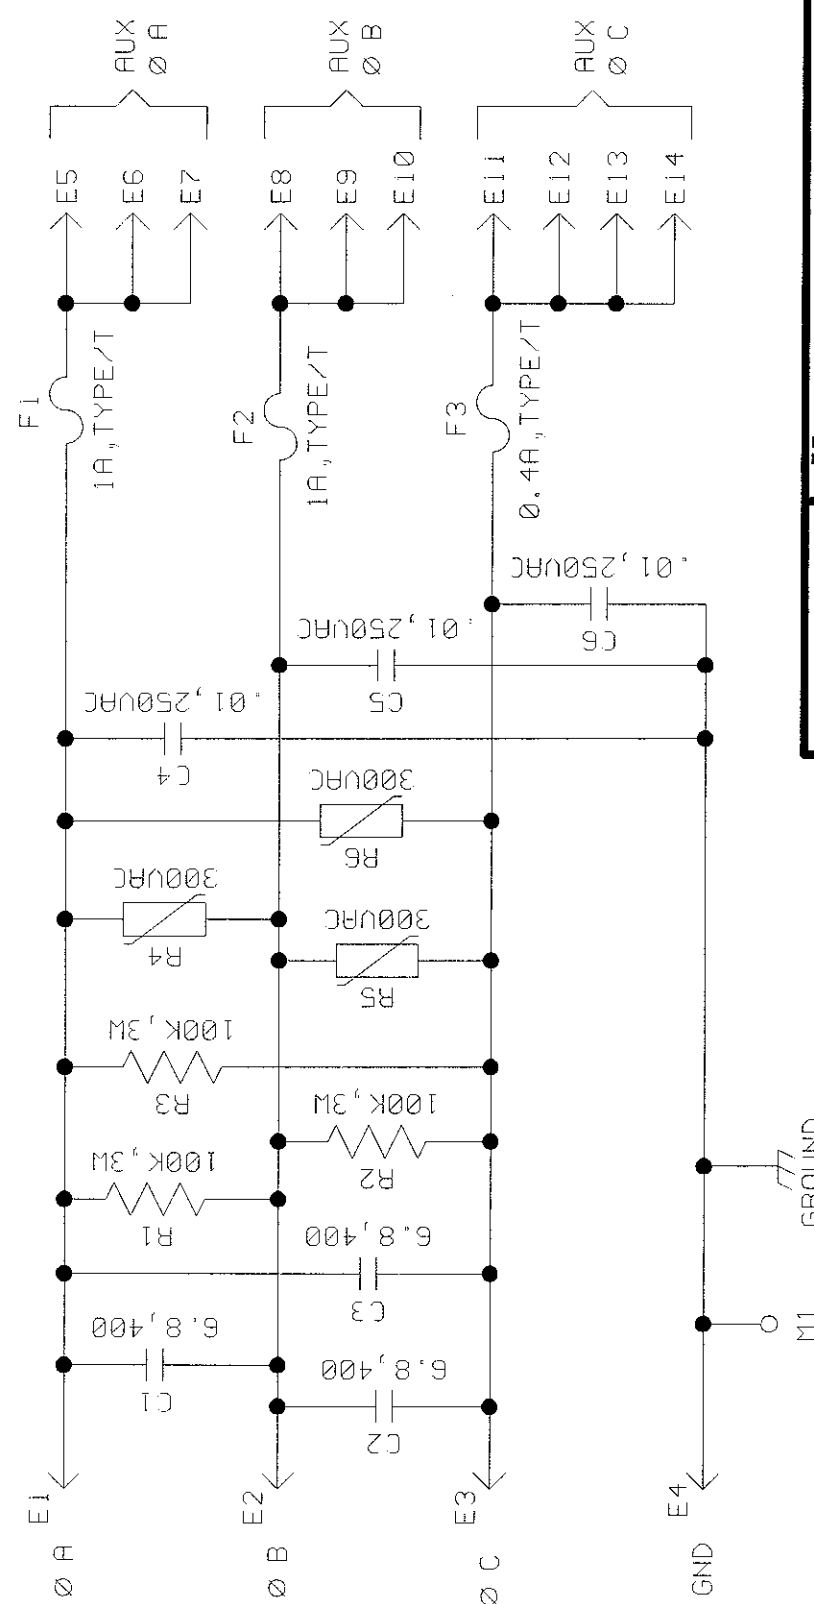 AUX
Ø A
AUX
Ø B
AUX
Ø C
E5
E6
E7
E8
E9
E10
E11
E12
E13
E14
F1
1A,TYPE/T
F2
1A,TYPE/T
F3
0.4A,TYPE/T
.01,250VAC
C6
.01,250VAC
C5
.01,250VAC
C4
300VAC
R6
300VAC
R4
300VAC
R5
100K,3W
R3
100K,3W
R2
100K,3W
R1
6.8,400
C3
6.8,400
C1
6.8,400
C2
GROUND
M1
E1
Ø A
E2
Ø B
E3
Ø C
E4
GND